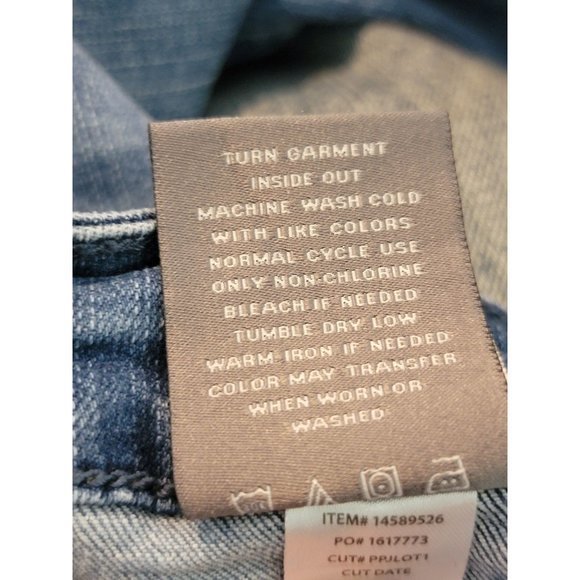 TURN GARMENT
INSIDE OUT
MACHINE WASH COLD
WITH LIKE COLORS
NORMAL CYCLE USE
ONLY NON-CHLORINE
BLEACH IF NEEDED
TUMBLE DRY LOW
WARM IRON IF NEEDED
COLOR MAY TRANSFER
WHEN WORN OR
WASHED
ITEM# 14589526
PO# 1617773
CUT# PPJLOT1
CUT DATE